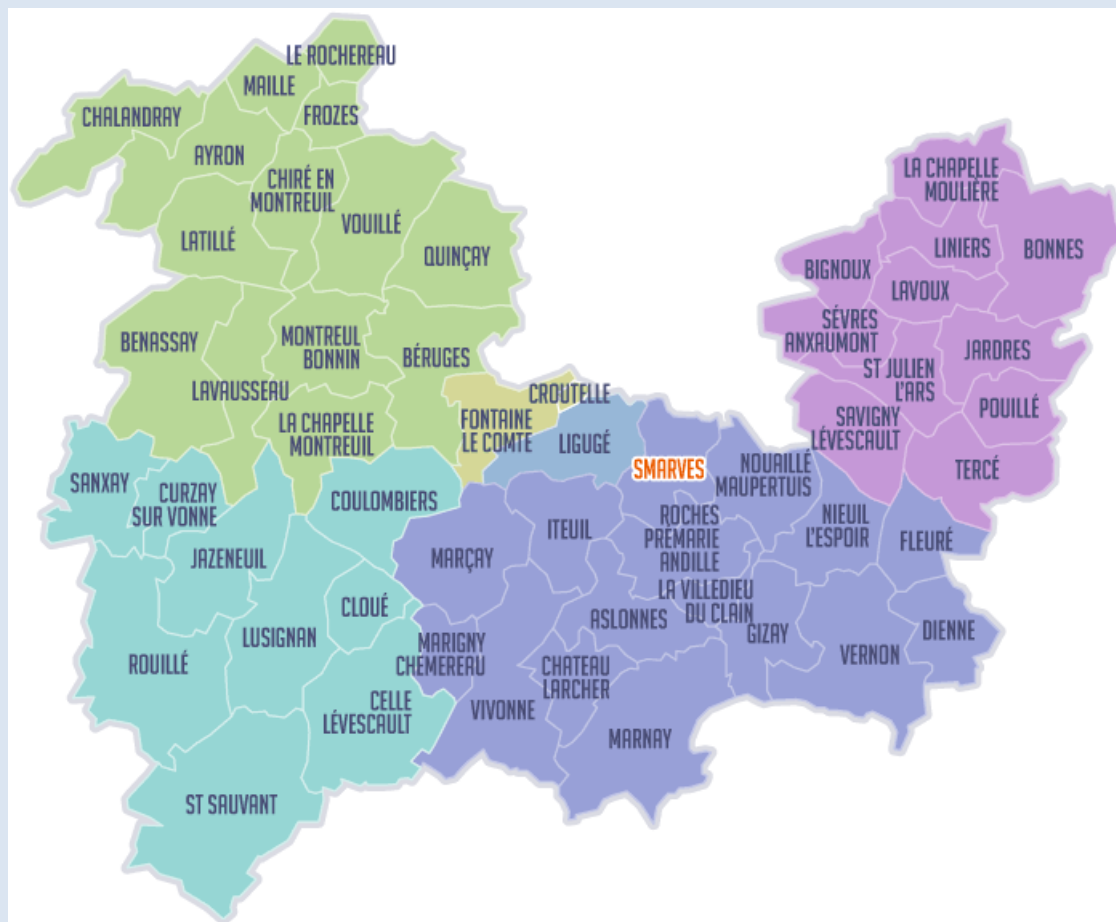 LE ROCHEREAU
MAILLE
CHALANDRAY
FROZES
AYRON
CHIRÉ EN
MONTREUIL
VOUILLÉ
LATILLÉ
QUINÇAY
BENASSAY
MONTREUL
BONNIN
BÉRUGES
LAVAUSSEAU
LA CHAPELLE
MONTREUIL
CROUTELLE
FONTAINE
LE COMTE
LIGUGÉ
LA CHAPELLE
MOULIÈRE
LINIERS
BONNES
BIGNOUX
LAVOUX
SÉVRES
ANXAUMONT
JARDRES
ST JULIEN
L'ARS
POUILLÉ
SAVIGNY
LÉVESCAULT
TERCÉ
SANXAY
CURZAY
SUR VONNE
COULOMBIERS
JAZENEUIL
CLOUÉ
LUSIGNAN
ROUILLÉ
CELLE
LÉVESCAULT
ST SAUVANT
SMARVES
NOUAILLÉ
MAUPERTUIS
ITEUIL
ROCHES
PRÉMARIE
ANDILLE
NIEUIL
L'ESPOIR
FLEURÉ
MARÇAY
LA VILLEDIEU
DU CLAIN
ASLONNES
GIZAY
DIENNE
VERNON
MARIGNY
CHEMEREAU
CHATEAU
LARCHER
VIVONNE
MARNAY